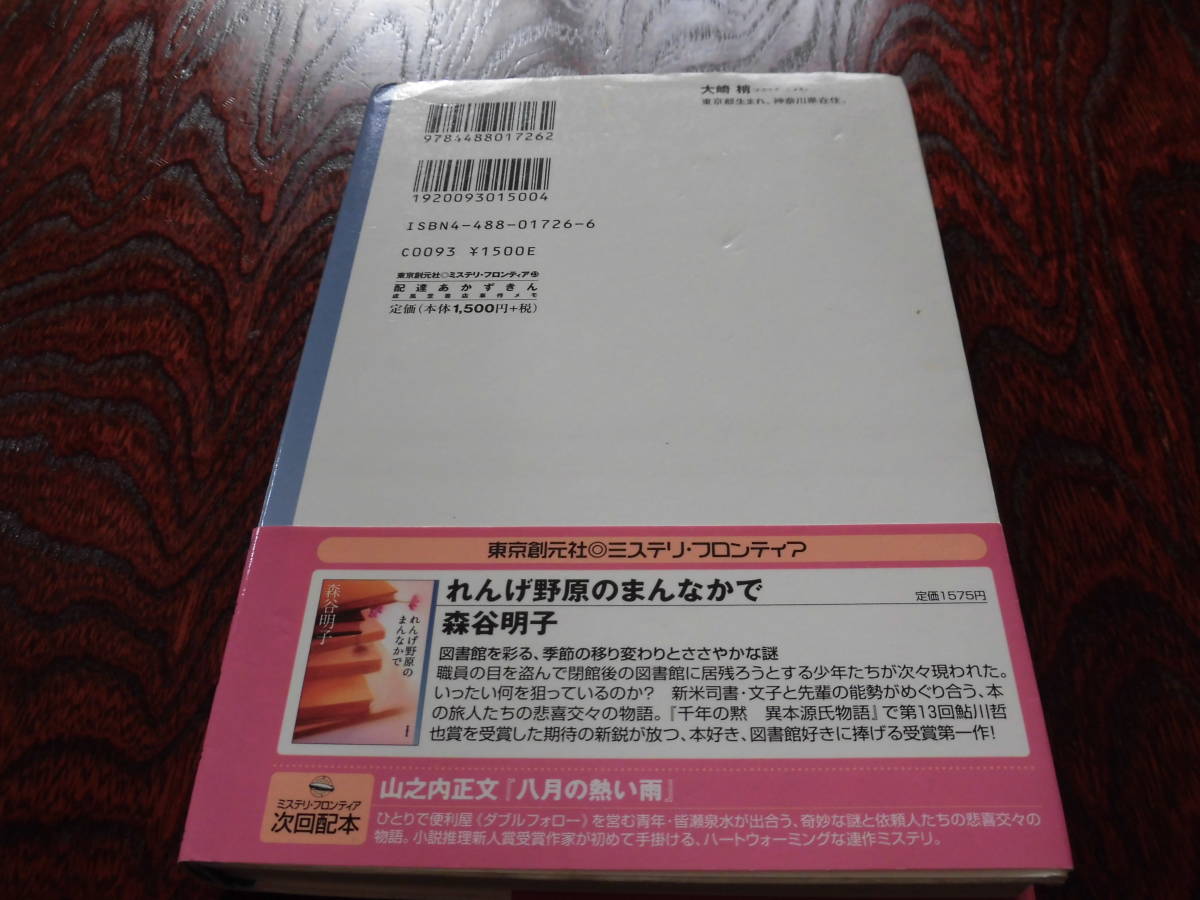 大崎 梢
東京都生まれ。神奈川県在住。
9784488017262
1920093015004
ISBN4-488-01726-6
C0093 ¥1500E
東京創元社◎ミステリ・フロンティア
配達あかずきん
成風堂書店事件メモ
定価(本体1,500円+税)
東京創元社◎ミステリ・フロンティア
森谷明子
れんげ野原の
まんなかで
れんげ野原のまんなかで
定価1575円
森谷明子
図書館を彩る、季節の移り変わりとささやかな謎
職員の目を盗んで閉館後の図書館に居残ろうとする少年たちが次々現われた。
いったい何を狙っているのか? 新米司書・文子と先輩の能勢がめぐり合う、本
の旅人たちの悲喜交々の物語。『千年の黙 異本源氏物語』で第13回鮎川哲
也賞を受賞した期待の新鋭が放つ、本好き、図書館好きに捧げる受賞第一作!
ミステリ・フロンティア
次回配本
山之内正文『八月の熱い雨』
ひとりで便利屋《ダブルフォロー》を営む青年・皆瀬泉水が出合う、奇妙な謎と依頼人たちの悲喜交々の
物語。小説推理新人賞受賞作家が初めて手掛ける、ハートウォーミングな連作ミステリ。